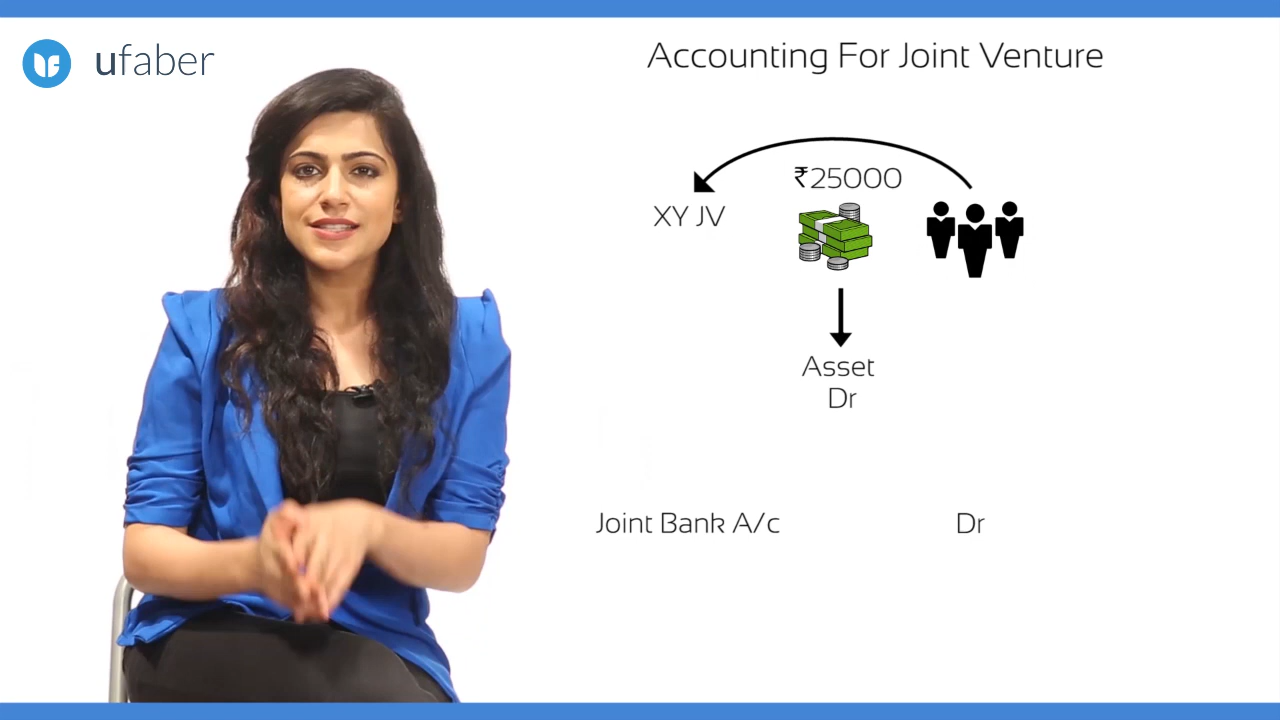 ufaber
Accounting For Joint Venture
₹25000
XY JV
Asset
Dr
Joint Bank A/c Dr